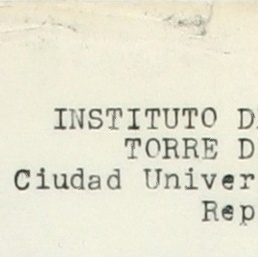 INSTITUTO D
TORRE D
Ciudad Univer
Rep